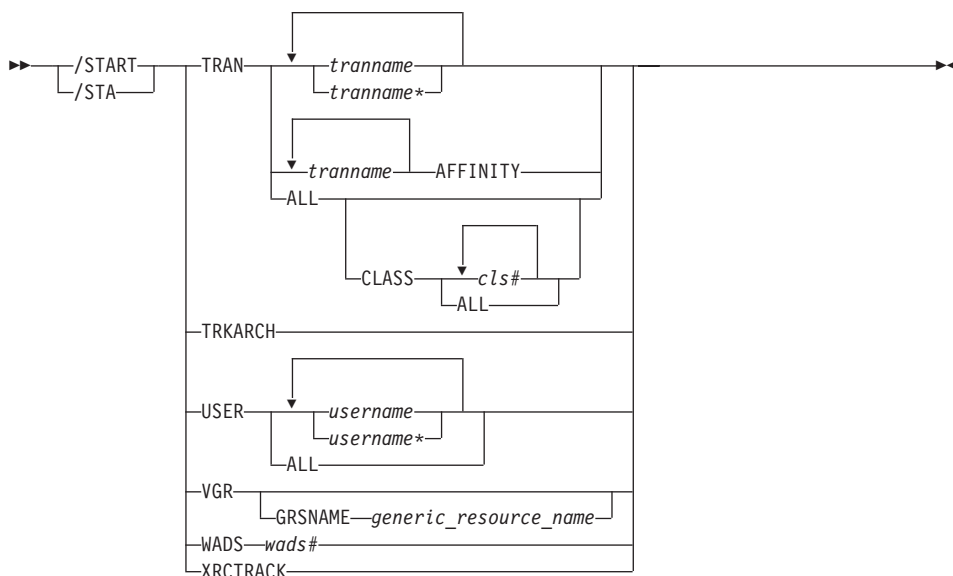 /START TRAN tranname
/STA tranname*
tranname AFFINITY
ALL
CLASS cls#
ALL
TRKARCH
USER username
username*
ALL
VGR
GRSNAME generic_resource_name
WADS wads#
XRCTRACK